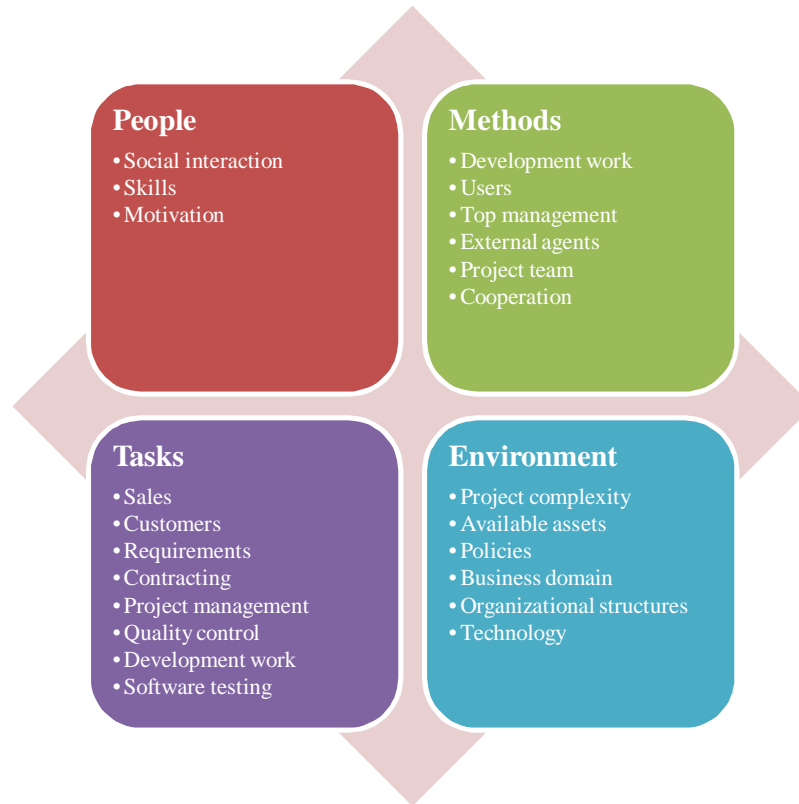 People
• Social interaction
• Skills
• Motivation
Methods
• Development work
• Users
• Top management
• External agents
• Project team
• Cooperation
Tasks
• Sales
• Customers
• Requirements
• Contracting
• Project management
• Quality control
• Development work
• Software testing
Environment
• Project complexity
• Available assets
• Policies
• Business domain
• Organizational structures
• Technology